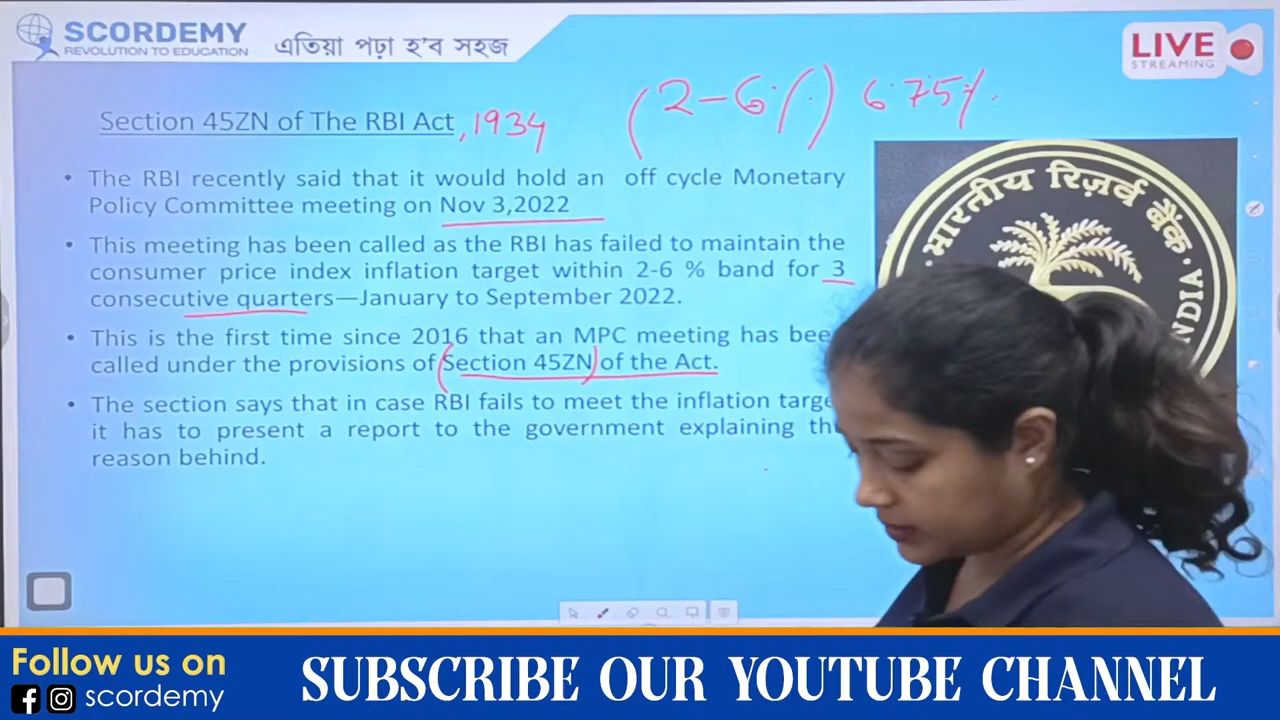 SCORDEMY
REVOLUTION TO EDUCATION
এতিয়া পঢ়া হ'ব সহজ
LIVE
STREAMING
(2-6%) 6.75%
Section 45ZN of The RBI Act, 1934
• The RBI recently said that it would hold an off cycle Monetary
Policy Committee meeting on Nov 3,2022
• This meeting has been called as the RBI has failed to maintain the
consumer price index inflation target within 2-6 % band for 3
consecutive quarters—January to September 2022.
• This is the first time since 2016 that an MPC meeting has bee
called under the provisions of (Section 45ZN) of the Act.
• The section says that in case RBI fails to meet the inflation targe
it has to present a report to the government explaining th
reason behind.
भारतीय रिज़र्व बैंक
INDIA
Follow us on
scordemy
SUBSCRIBE OUR YOUTUBE CHANNEL